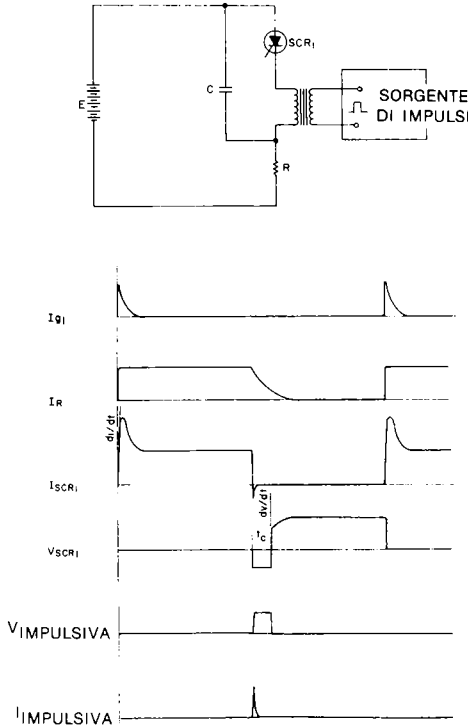 SCR1
C
E
SORGENTE
DI IMPULSI
R
Ig1
IR
di/dt
ISCR1
dv/dt
tc
VSCR1
VIMPULSIVA
IIMPULSIVA